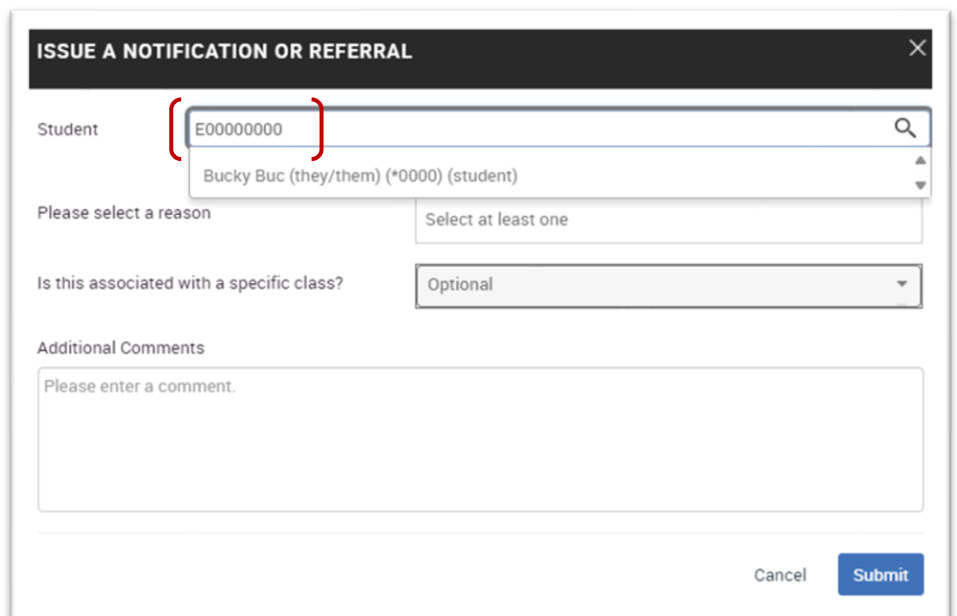 ISSUE A NOTIFICATION OR REFERRAL
Student
E00000000
Bucky Buc (they/them) (*0000) (student)
Please select a reason
Select at least one
Is this associated with a specific class?
Optional
Additional Comments
Please enter a comment.
Cancel
Submit